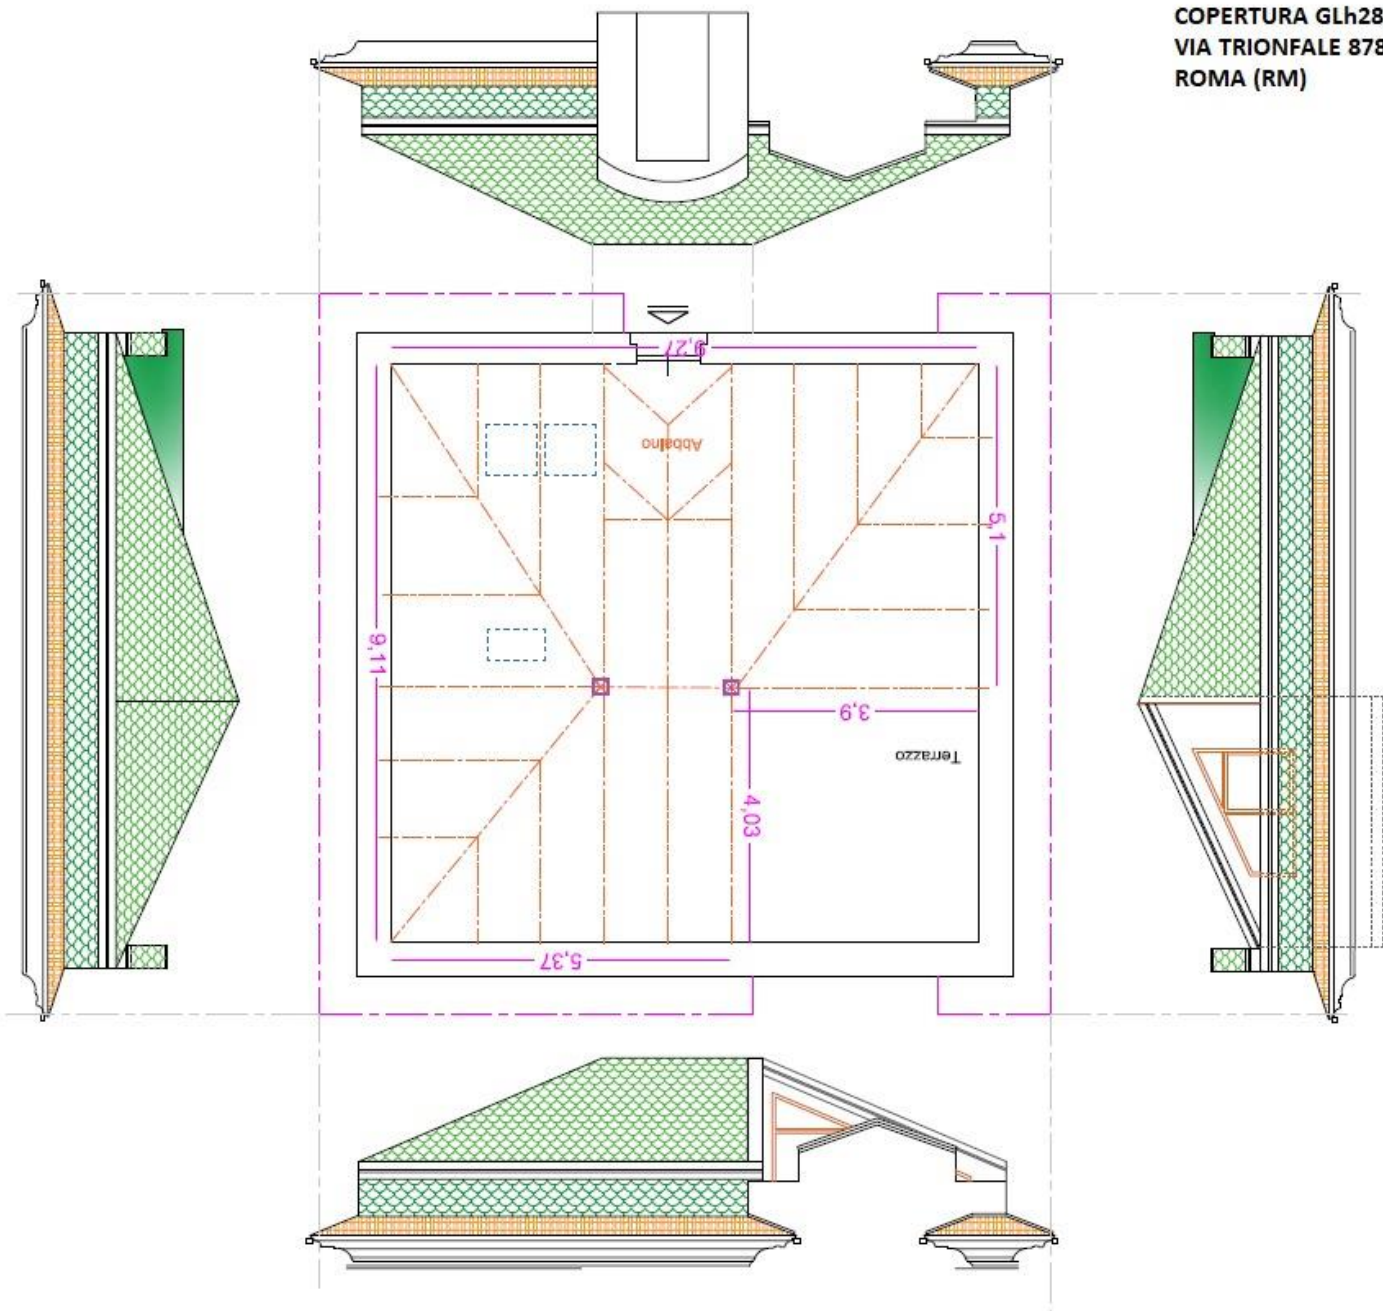 COPERTURA GLh28
VIA TRIONFALE 878
ROMA (RM)
9,27
Abbaino
5,1
9,11
3,9
Terrazzo
4,03
5,37